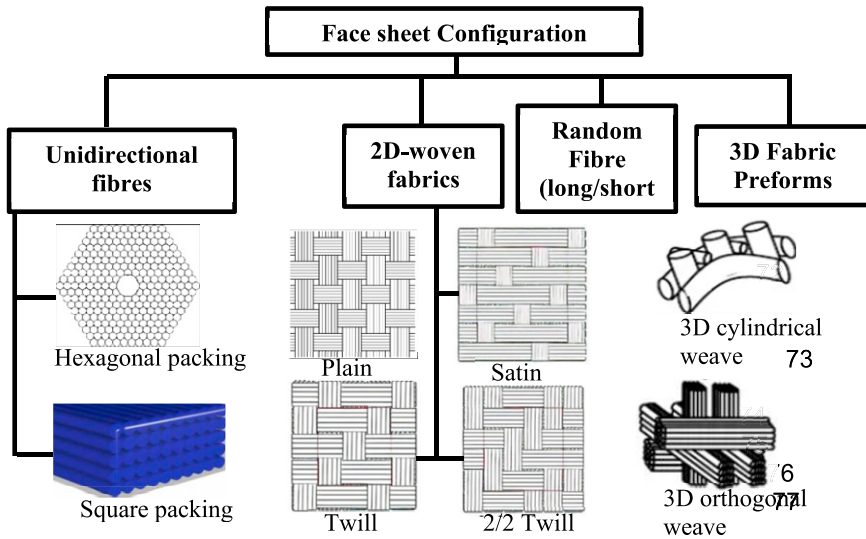 Face sheet Configuration
Unidirectional
fibres
2D-woven
fabrics
Random
Fibre
(long/short
3D Fabric
Preforms
Hexagonal packing
Plain
Satin
3D cylindrical
weave 73
Square packing
Twill
2/2 Twill
76
3D orthogonal
77
weave